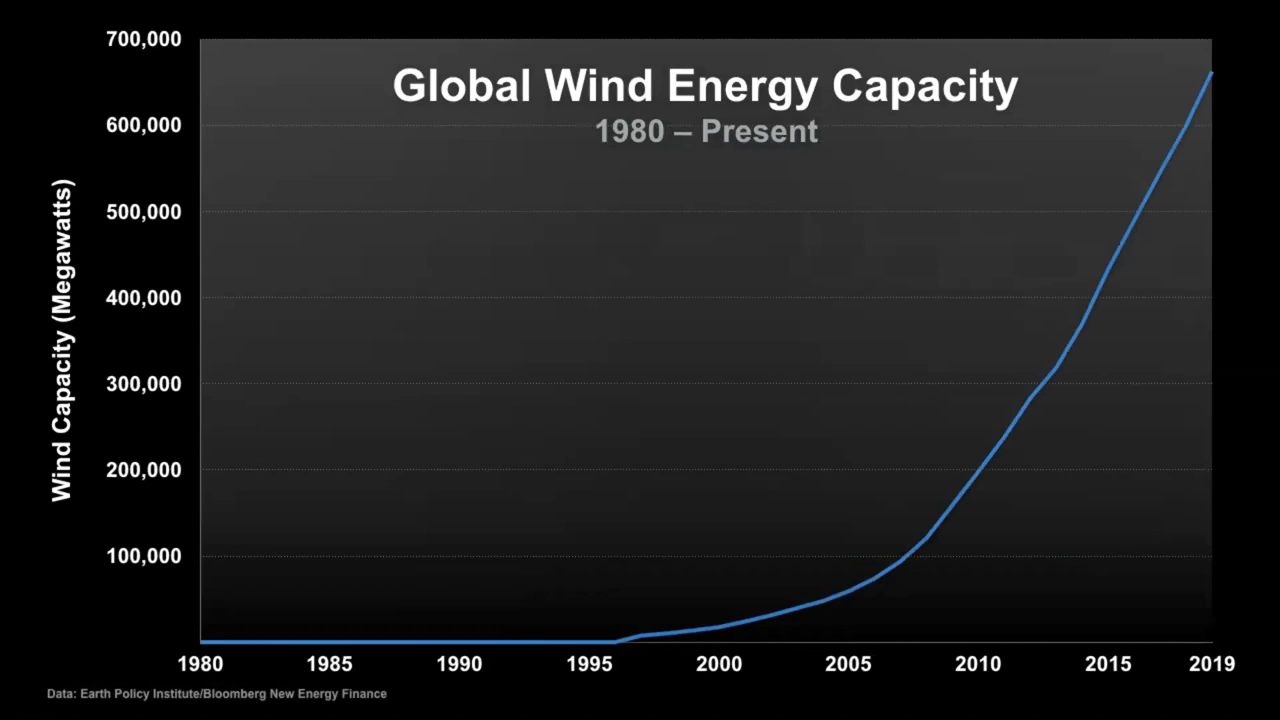 Global Wind Energy Capacity
1980 – Present
Wind Capacity (Megawatts)
700,000
600,000
500,000
400,000
300,000
200,000
100,000
1980 1985 1990 1995 2000 2005 2010 2015 2019
Data: Earth Policy Institute/Bloomberg New Energy Finance